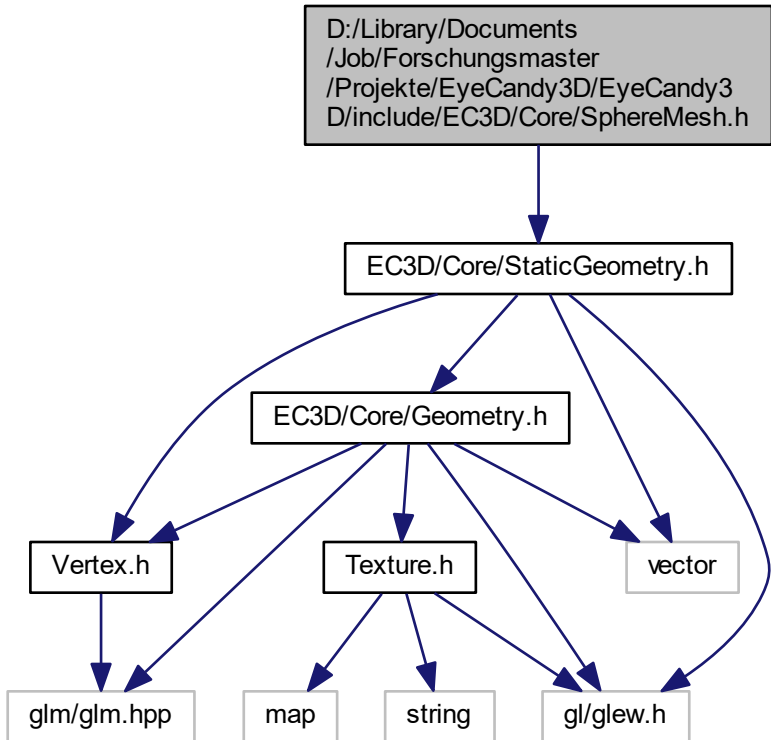 D:/Library/Documents
/Job/Forschungsmaster
/Projekte/EyeCandy3D/EyeCandy3
D/include/EC3D/Core/SphereMesh.h
EC3D/Core/StaticGeometry.h
EC3D/Core/Geometry.h
Vertex.h
Texture.h
vector
glm/glm.hpp
map
string
gl/glew.h